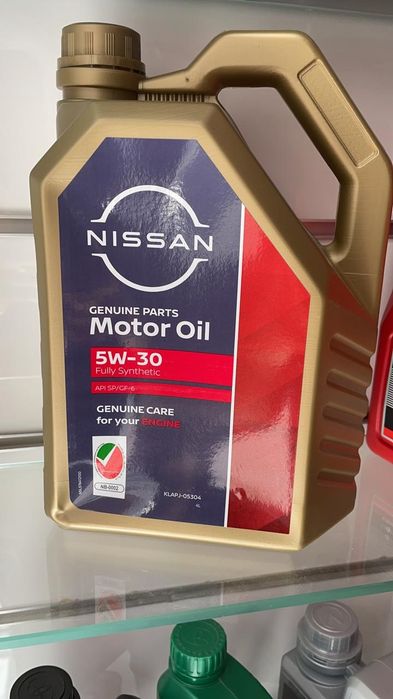 NISSAN
GENUINE PARTS
Motor Oil
5W-30
Fully Synthetic
API SP/GF-6
GENUINE CARE
for your ENGINE
NB-0002
KLAPJ-05304
4L